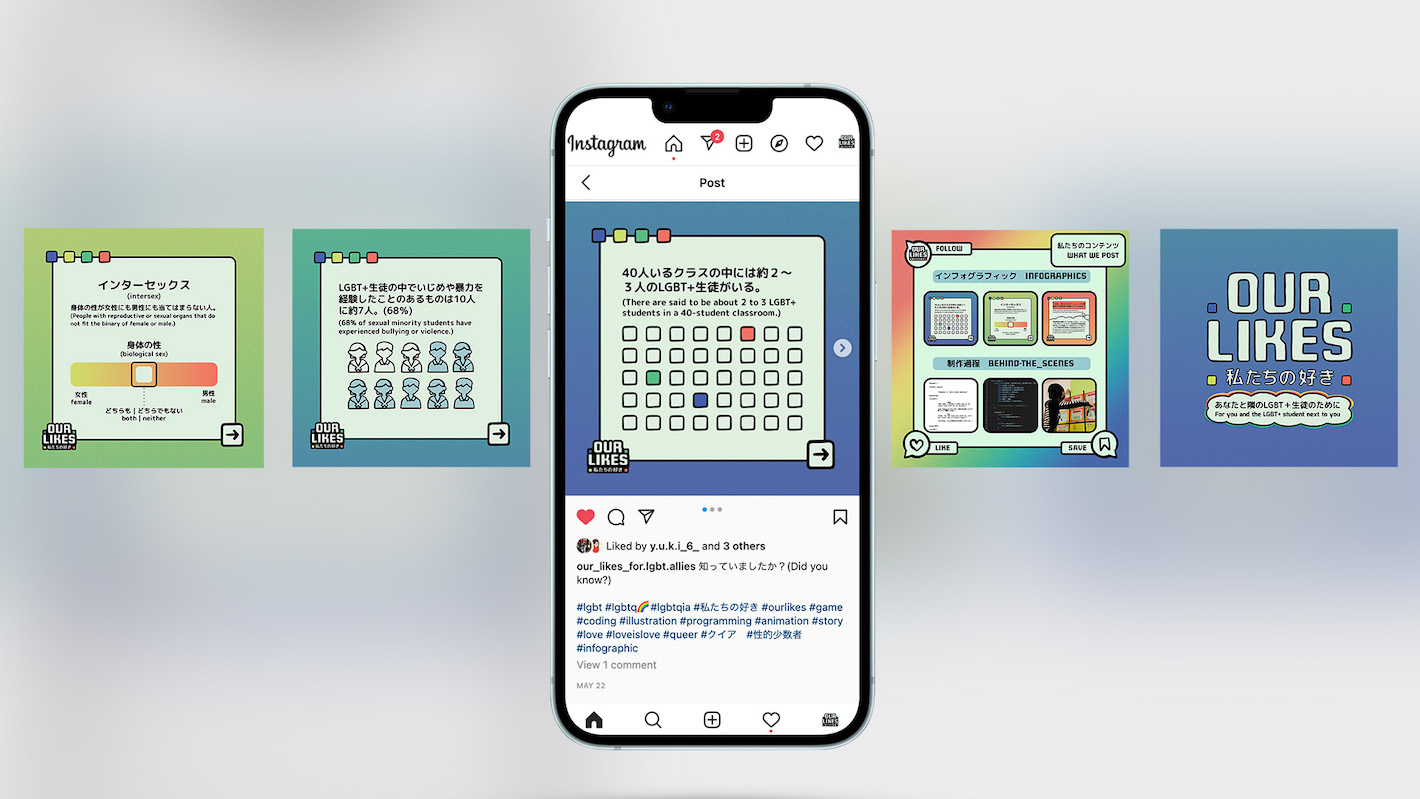 インターセックス
(intersex)
身体の性が女性にも男性にも当てはまらない人。
(People with reproductive or sexual organs that do
not fit the binary of female or male.)
身体の性
(biological sex)
女性
female
男性
male
どちらも | どちらでもない
both | neither
OUR
LIKES
私たちの好き
LGBT+生徒の中でいじめや暴力を
経験したことのあるものは10人
に約7人。(68%)
(68% of sexual minority students have
experienced bullying or violence.)
OUR
LIKES
私たちの好き
Instagram
2
OUR
LIKES
Post
40人いるクラスの中には約２〜
３人のLGBT+生徒がいる。
(There are said to be about 2 to 3 LGBT+
students in a 40-student classroom.)
OUR
LIKES
私たちの好き
Liked by y.u.k.i_6_ and 3 others
our_likes_for.lgbt.allies 知っていましたか？(Did you
know?)
#lgbt #lgbtq🌈 #lgbtqia #私たちの好き #ourlikes #game
#coding #illustration #programming #animation #story
#love #loveislove #queer #クイア　#性的少数者
#infographic
View 1 comment
MAY 22
OUR
LIKES
OUR
LIKES
FOLLOW
私たちのコンテンツ
WHAT WE POST
インフォグラフィック INFOGRAPHICS
制作過程 BEHIND-THE_SCENES
LIKE
SAVE
OUR
LIKES
私たちの好き
あなたと隣のLGBT＋生徒のために
For you and the LGBT+ student next to you